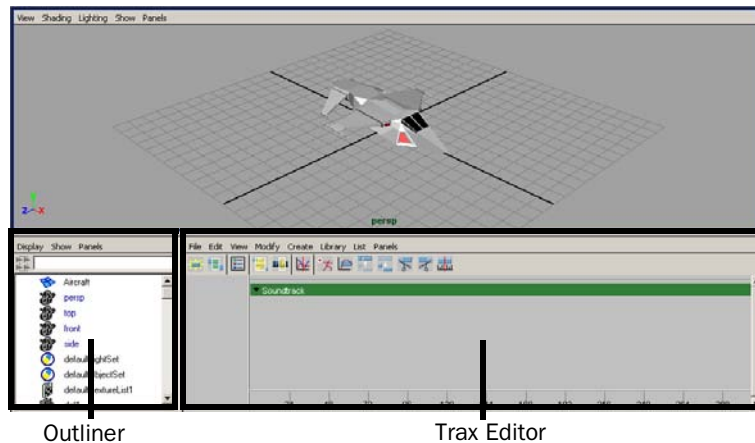 View Shading Lighting Show Panels
persp
Display Show Panels
Aircraft
persp
top
front
side
defaultLightSet
defaultObjectSet
defaultTextureList1
File Edit View Modify Create Library List Panels
Soundtrack
Outliner
Trax Editor